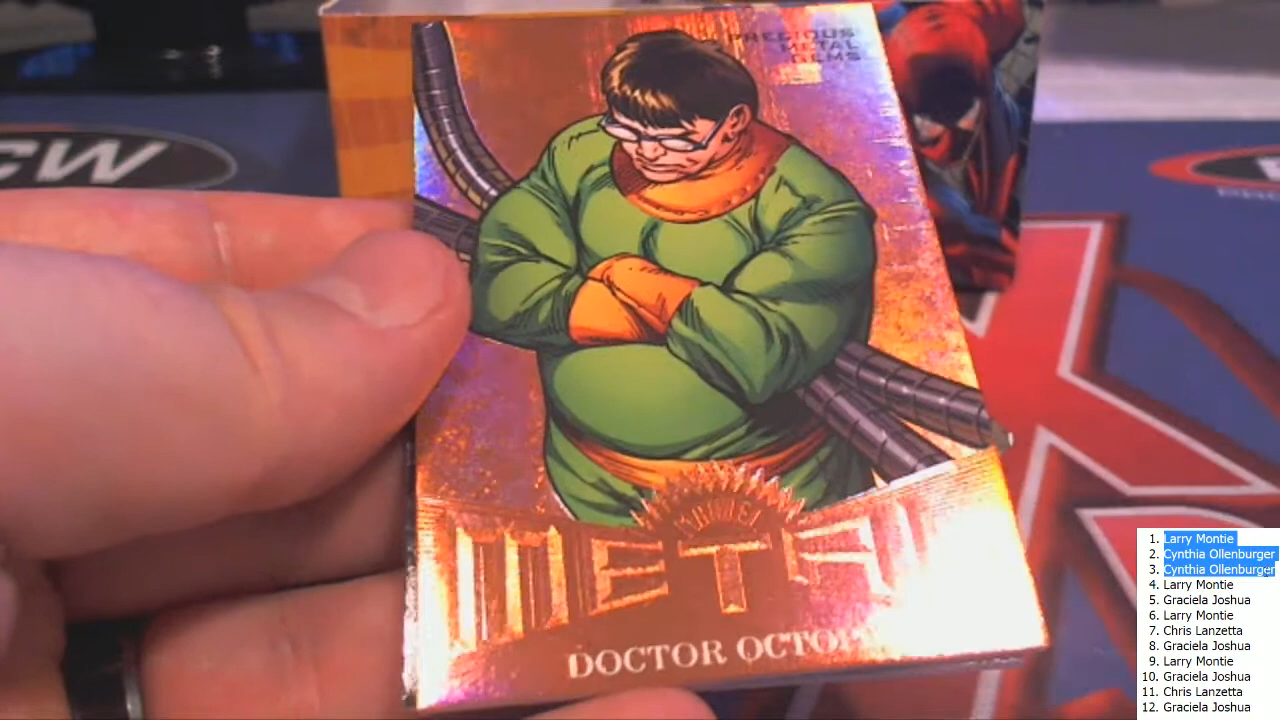 CW
PRECIOUS
METAL
GEMS
MARVEL
METAL
DOCTOR OCTOP
1. Larry Montie
2. Cynthia Ollenburger
3. Cynthia Ollenburger
4. Larry Montie
5. Graciela Joshua
6. Larry Montie
7. Chris Lanzetta
8. Graciela Joshua
9. Larry Montie
10. Graciela Joshua
11. Chris Lanzetta
12. Graciela Joshua